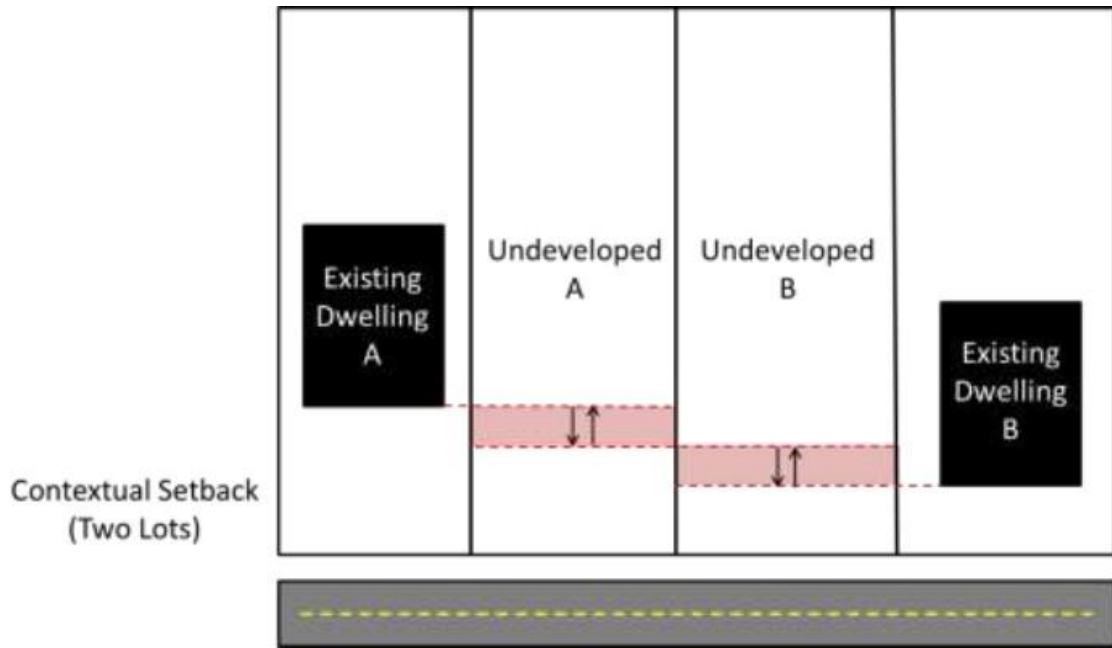 Undeveloped
A
Undeveloped
B
Existing
Dwelling
A
Existing
Dwelling
B
Contextual Setback
(Two Lots)